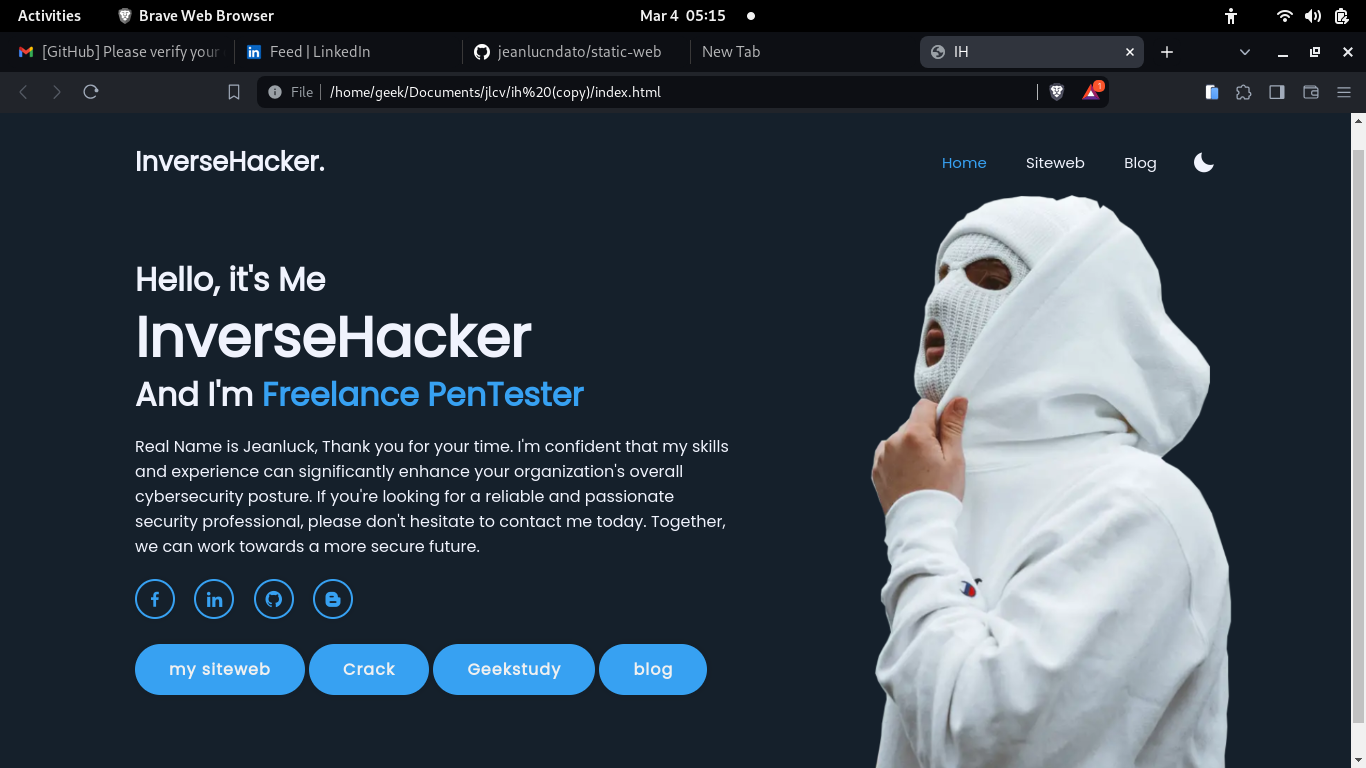 Activities
Brave Web Browser
Mar 4 05:15
[GitHub] Please verify your
Feed | LinkedIn
jeanlucndato/static-web
New Tab
IH
File
/home/geek/Documents/jlcv/ih%20(copy)/index.html
1
InverseHacker.
Home
Siteweb
Blog
Hello, it's Me
InverseHacker
And I'm Freelance PenTester
Real Name is Jeanluck, Thank you for your time. I'm confident that my skills
and experience can significantly enhance your organization's overall
cybersecurity posture. If you're looking for a reliable and passionate
security professional, please don't hesitate to contact me today. Together,
we can work towards a more secure future.
my siteweb
Crack
Geekstudy
blog